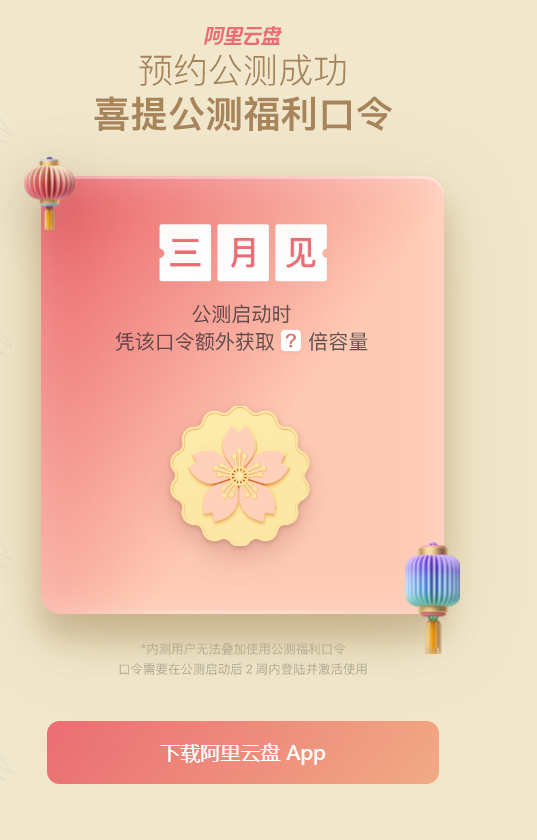 阿里云盘
预约公测成功
喜提公测福利口令
三月见
公测启动时
凭该口令额外获取 ? 倍容量
*内测用户无法叠加使用公测福利口令
口令需要在公测启动后 2 周内登陆并激活使用
下载阿里云盘 App